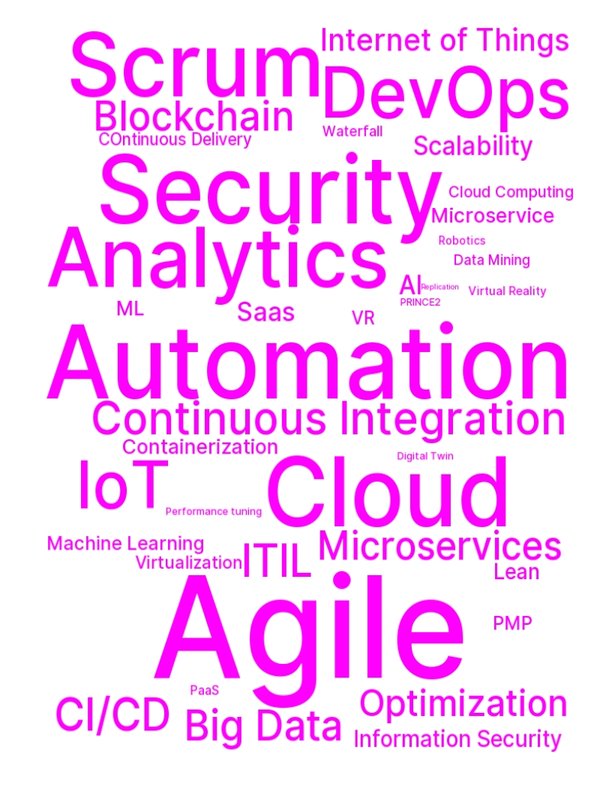 Internet of Things
Scrum
DevOps
Blockchain
Waterfall
COntinuous Delivery
Scalability
Security
Cloud Computing
Microservice
Analytics
Robotics
Data Mining
AI
Replication
Virtual Reality
PRINCE2
ML
Saas
VR
Automation
Continuous Integration
Containerization
Digital Twin
IoT
Cloud
Performance tuning
Machine Learning
Microservices
Virtualization
ITIL
Lean
Agile
PMP
PaaS
CI/CD
Optimization
Big Data
Information Security